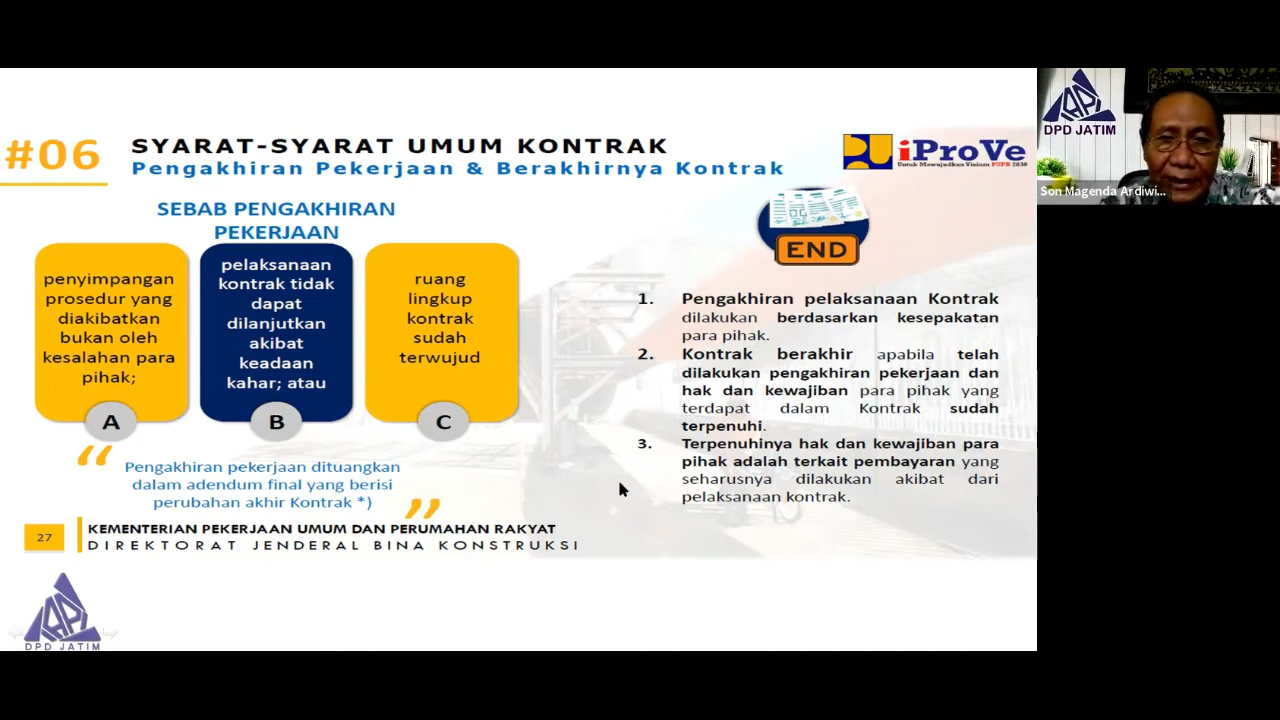 #06
SYARAT-SYARAT UMUM KONTRAK
Pengakhiran Pekerjaan & Berakhirnya Kontrak
iProVe
Untuk Mewujudkan Visium PUPR 2030
DPD JATIM
Son Magenda Ardiwi...
SEBAB PENGAKHIRAN
PEKERJAAN
penyimpangan
prosedur yang
diakibatkan
bukan oleh
kesalahan para
pihak;
A
pelaksanaan
kontrak tidak
dapat
dilanjutkan
akibat
keadaan
kahar; atau
B
ruang
lingkup
kontrak
sudah
terwujud
C
“ Pengakhiran pekerjaan dituangkan
dalam adendum final yang berisi
perubahan akhir Kontrak *) ”
END
1. Pengakhiran pelaksanaan Kontrak
dilakukan berdasarkan kesepakatan
para pihak.
2. Kontrak berakhir apabila telah
dilakukan pengakhiran pekerjaan dan
hak dan kewajiban para pihak yang
terdapat dalam Kontrak sudah
terpenuhi.
3. Terpenuhinya hak dan kewajiban para
pihak adalah terkait pembayaran yang
seharusnya dilakukan akibat dari
pelaksanaan kontrak.
27
KEMENTERIAN PEKERJAAN UMUM DAN PERUMAHAN RAKYAT
DIREKTORAT JENDERAL BINA KONSTRUKSI
DPD JATIM